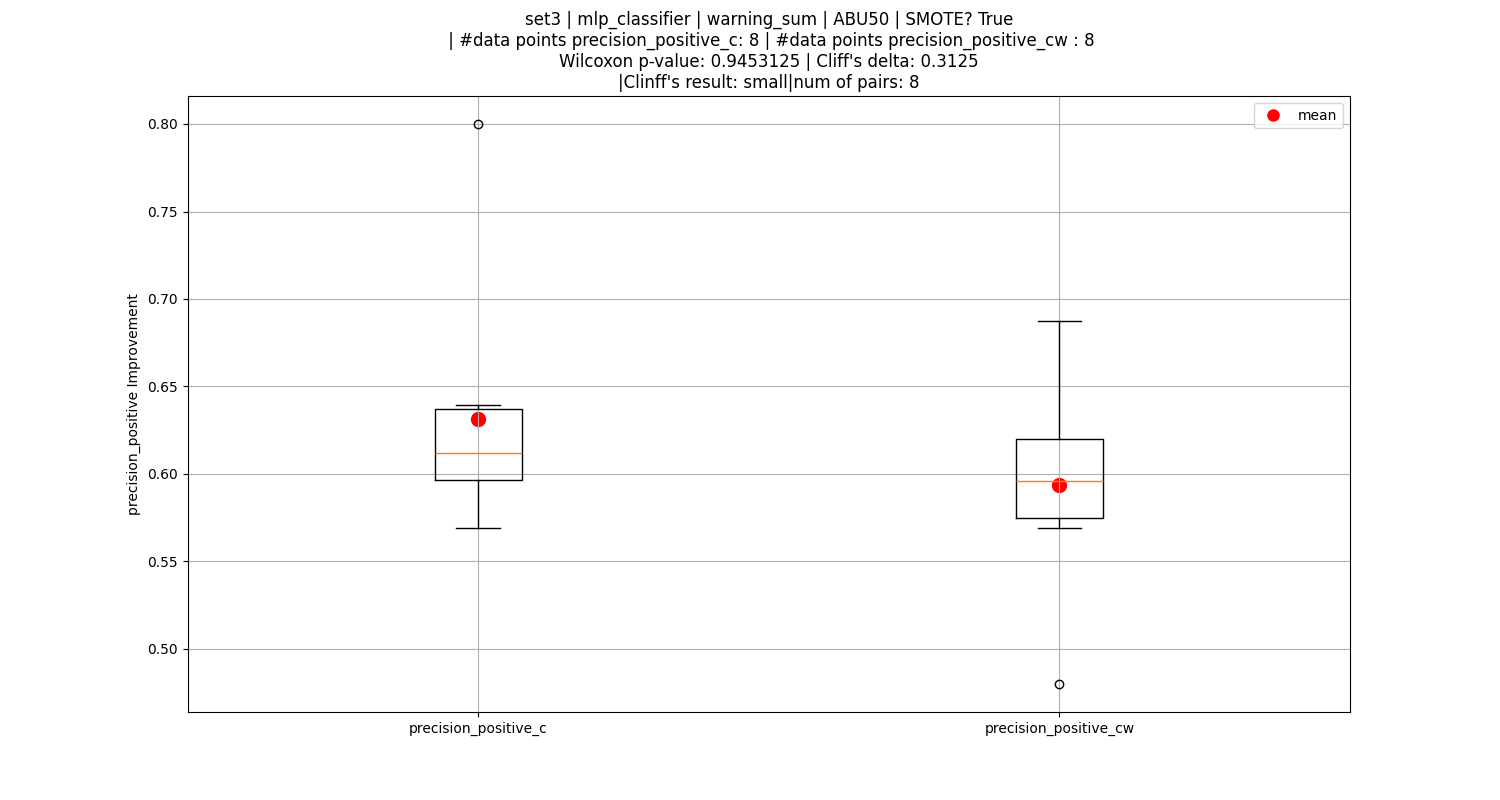 set3 | mlp_classifier | warning_sum | ABU50 | SMOTE? True
| #data points precision_positive_c: 8 | #data points precision_positive_cw : 8
Wilcoxon p-value: 0.9453125 | Cliff's delta: 0.3125
|Clinff's result: small|num of pairs: 8
mean
precision_positive Improvement
0.80
0.75
0.70
0.65
0.60
0.55
0.50
precision_positive_c
precision_positive_cw